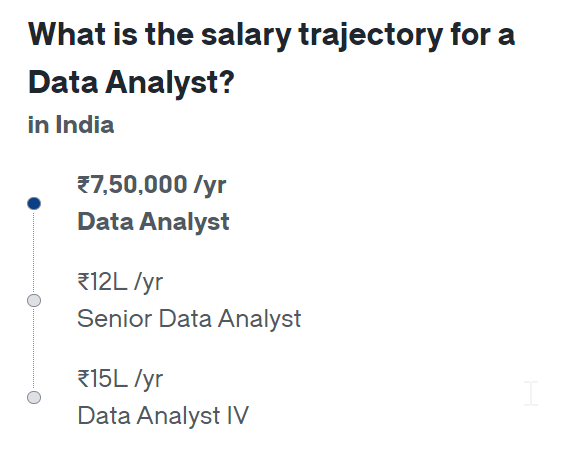 What is the salary trajectory for a
Data Analyst?
in India
₹7,50,000 /yr
Data Analyst
₹12L /yr
Senior Data Analyst
₹15L /yr
Data Analyst IV